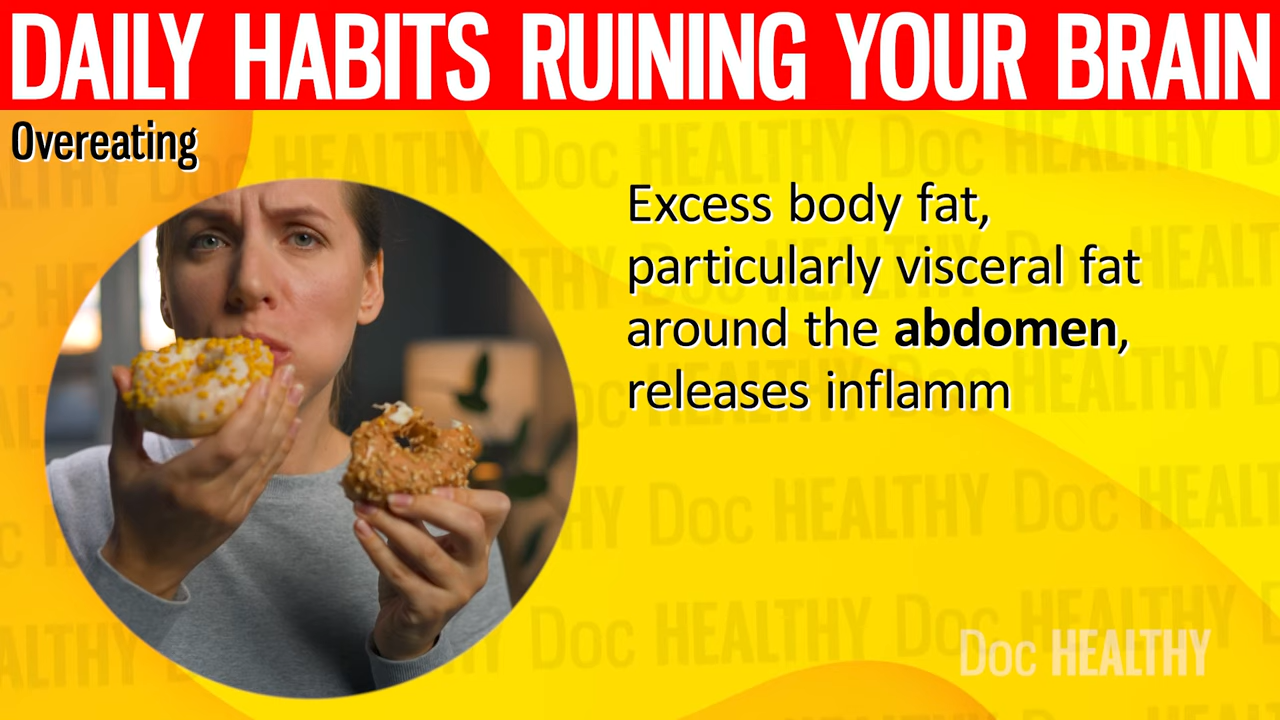 DAILY HABITS RUINING YOUR BRAIN
Overeating
Excess body fat,
particularly visceral fat
around the abdomen,
releases inflamm
Doc HEALTHY